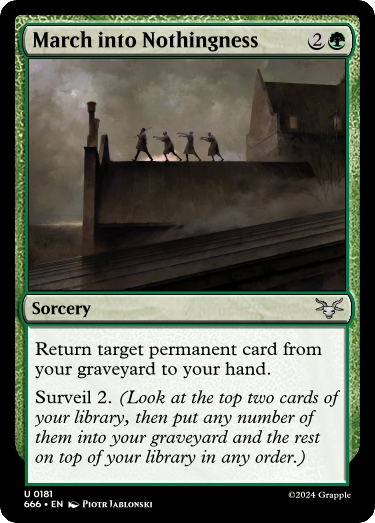 March into Nothingness 2
Sorcery
Return target permanent card from
your graveyard to your hand.
Surveil 2. (Look at the top two cards of
your library, then put any number of
them into your graveyard and the rest
on top of your library in any order.)
U 0181
666 • EN Piotr Jablonski
©2024 Grapple